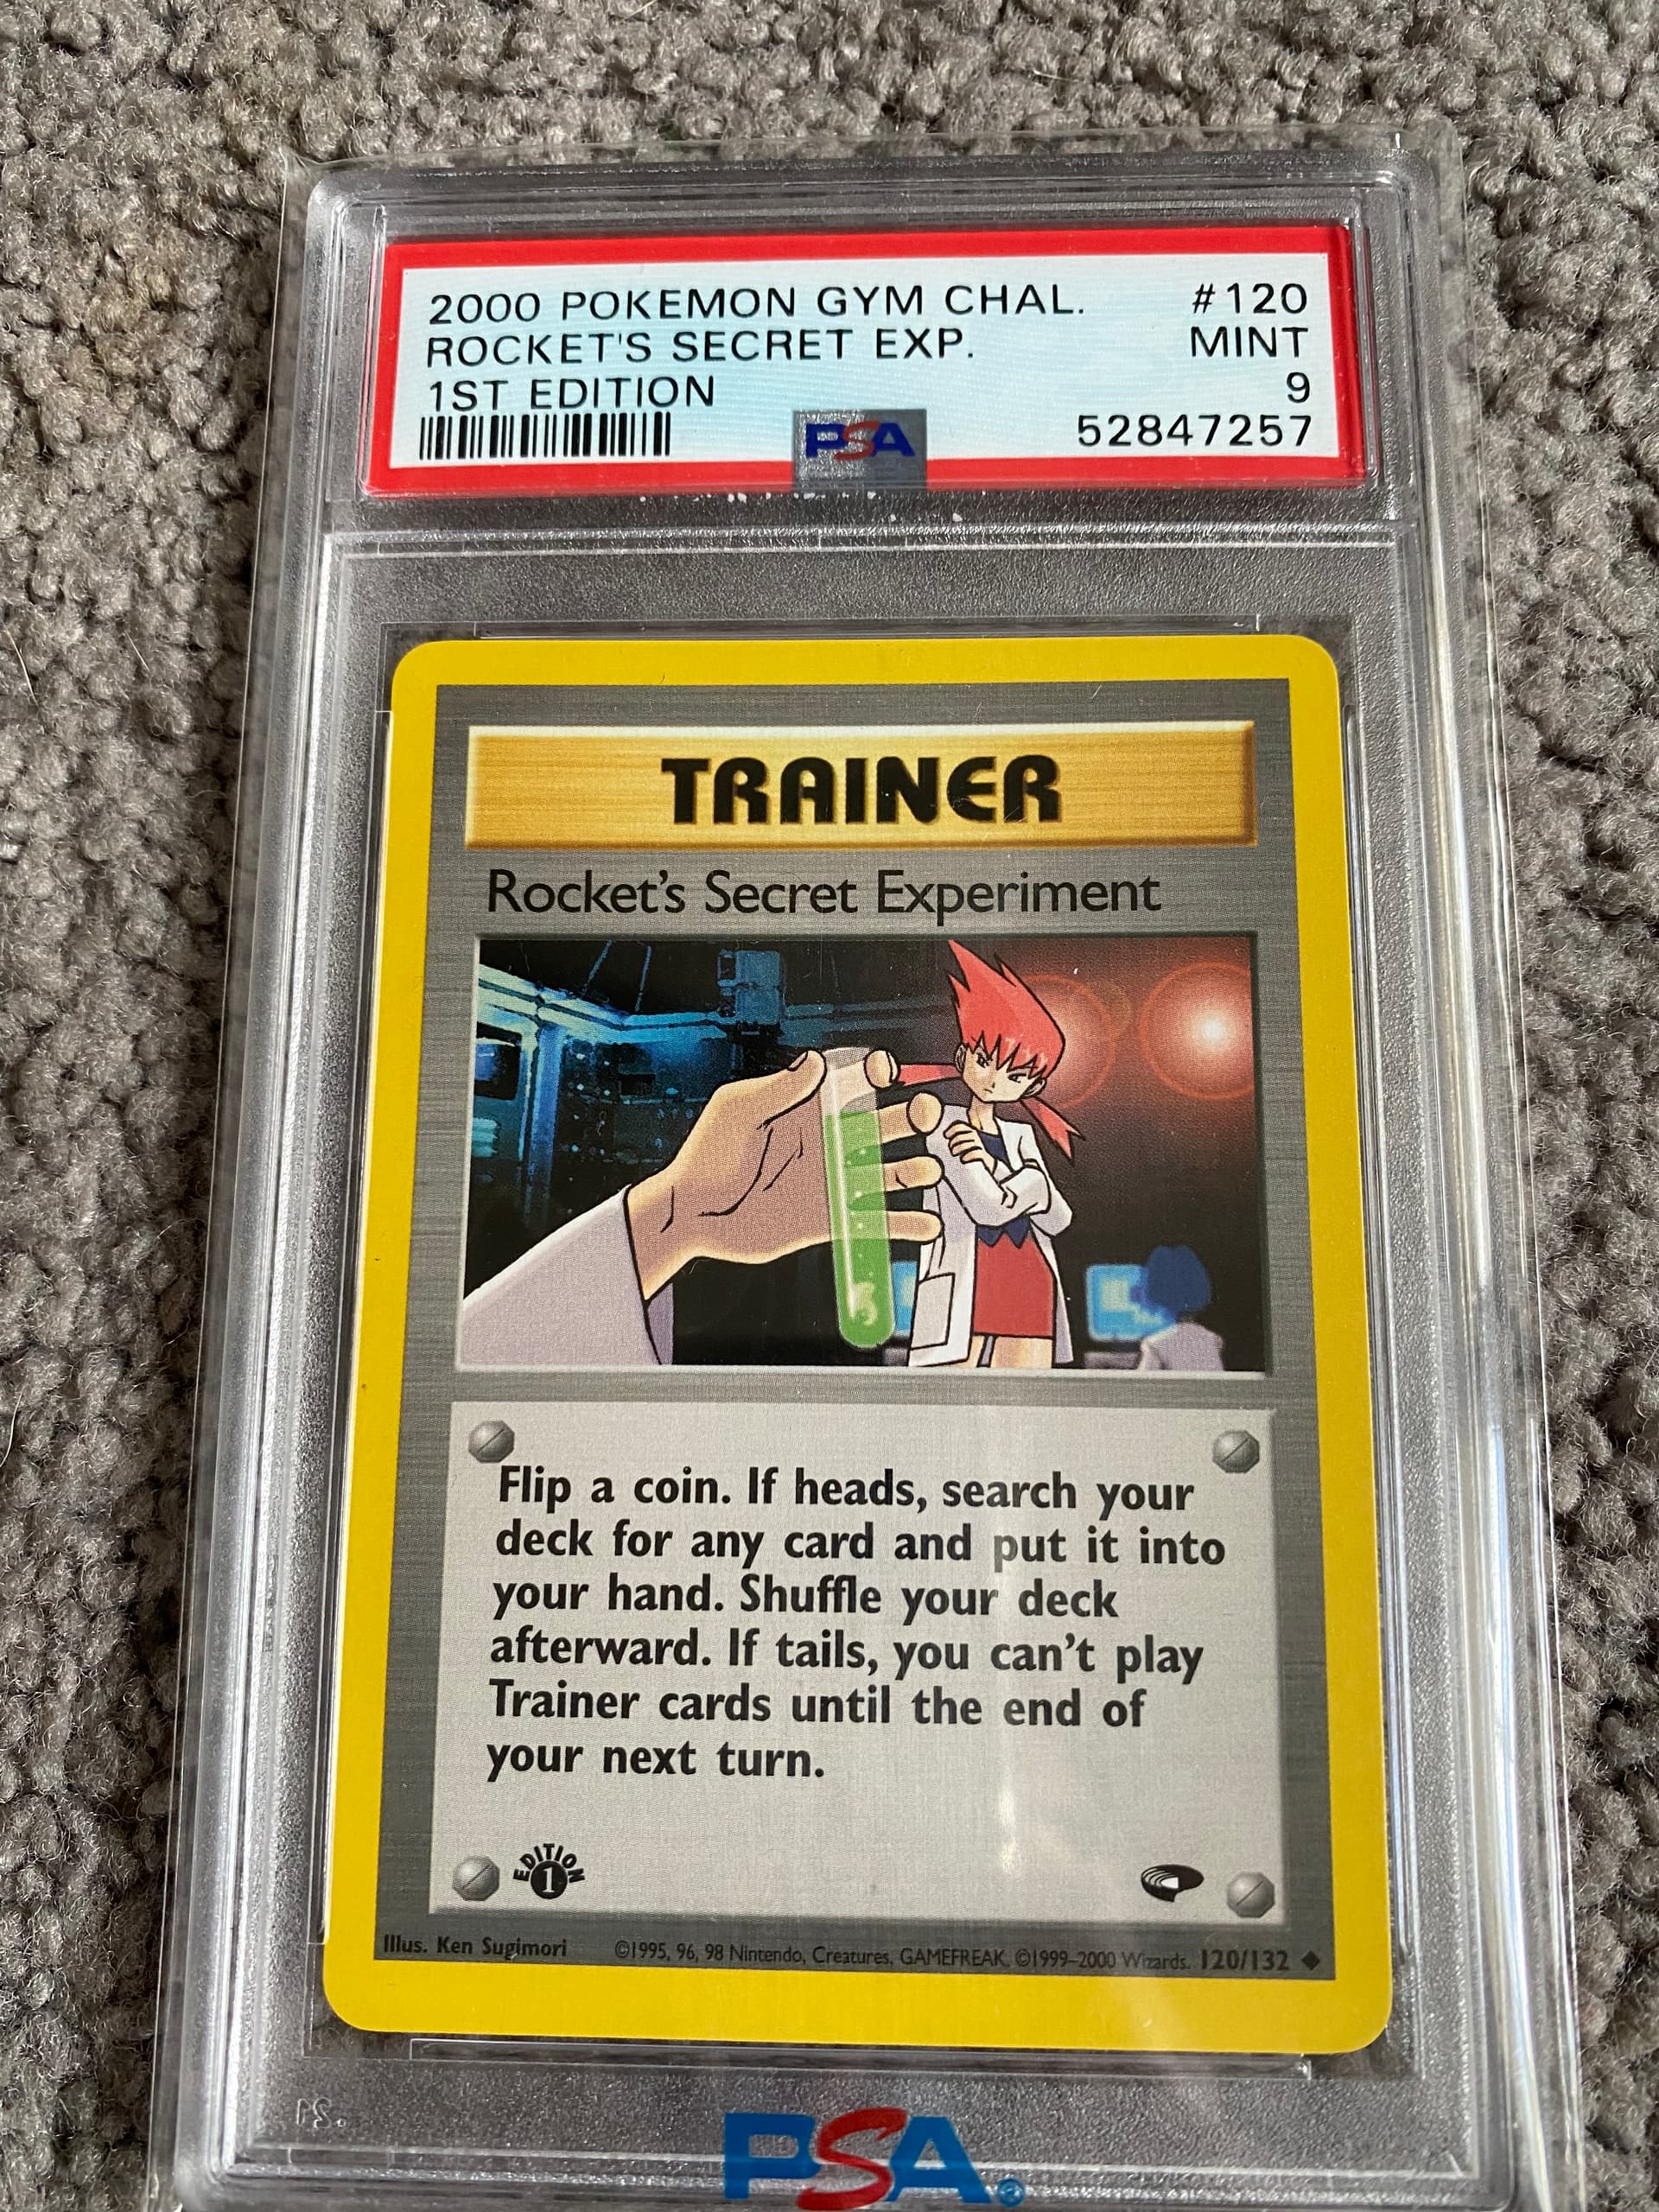 2000 POKEMON GYM CHAL. #120
ROCKET'S SECRET EXP. MINT
1ST EDITION 9
PSA 52847257
TRAINER
Rocket's Secret Experiment
5
Flip a coin. If heads, search your
deck for any card and put it into
your hand. Shuffle your deck
afterward. If tails, you can't play
Trainer cards until the end of
your next turn.
EDITION 1
Illus. Ken Sugimori ©1995, 96, 98 Nintendo, Creatures, GAMEFREAK. ©1999–2000 Wizards. 120/132 ◆
PSA®